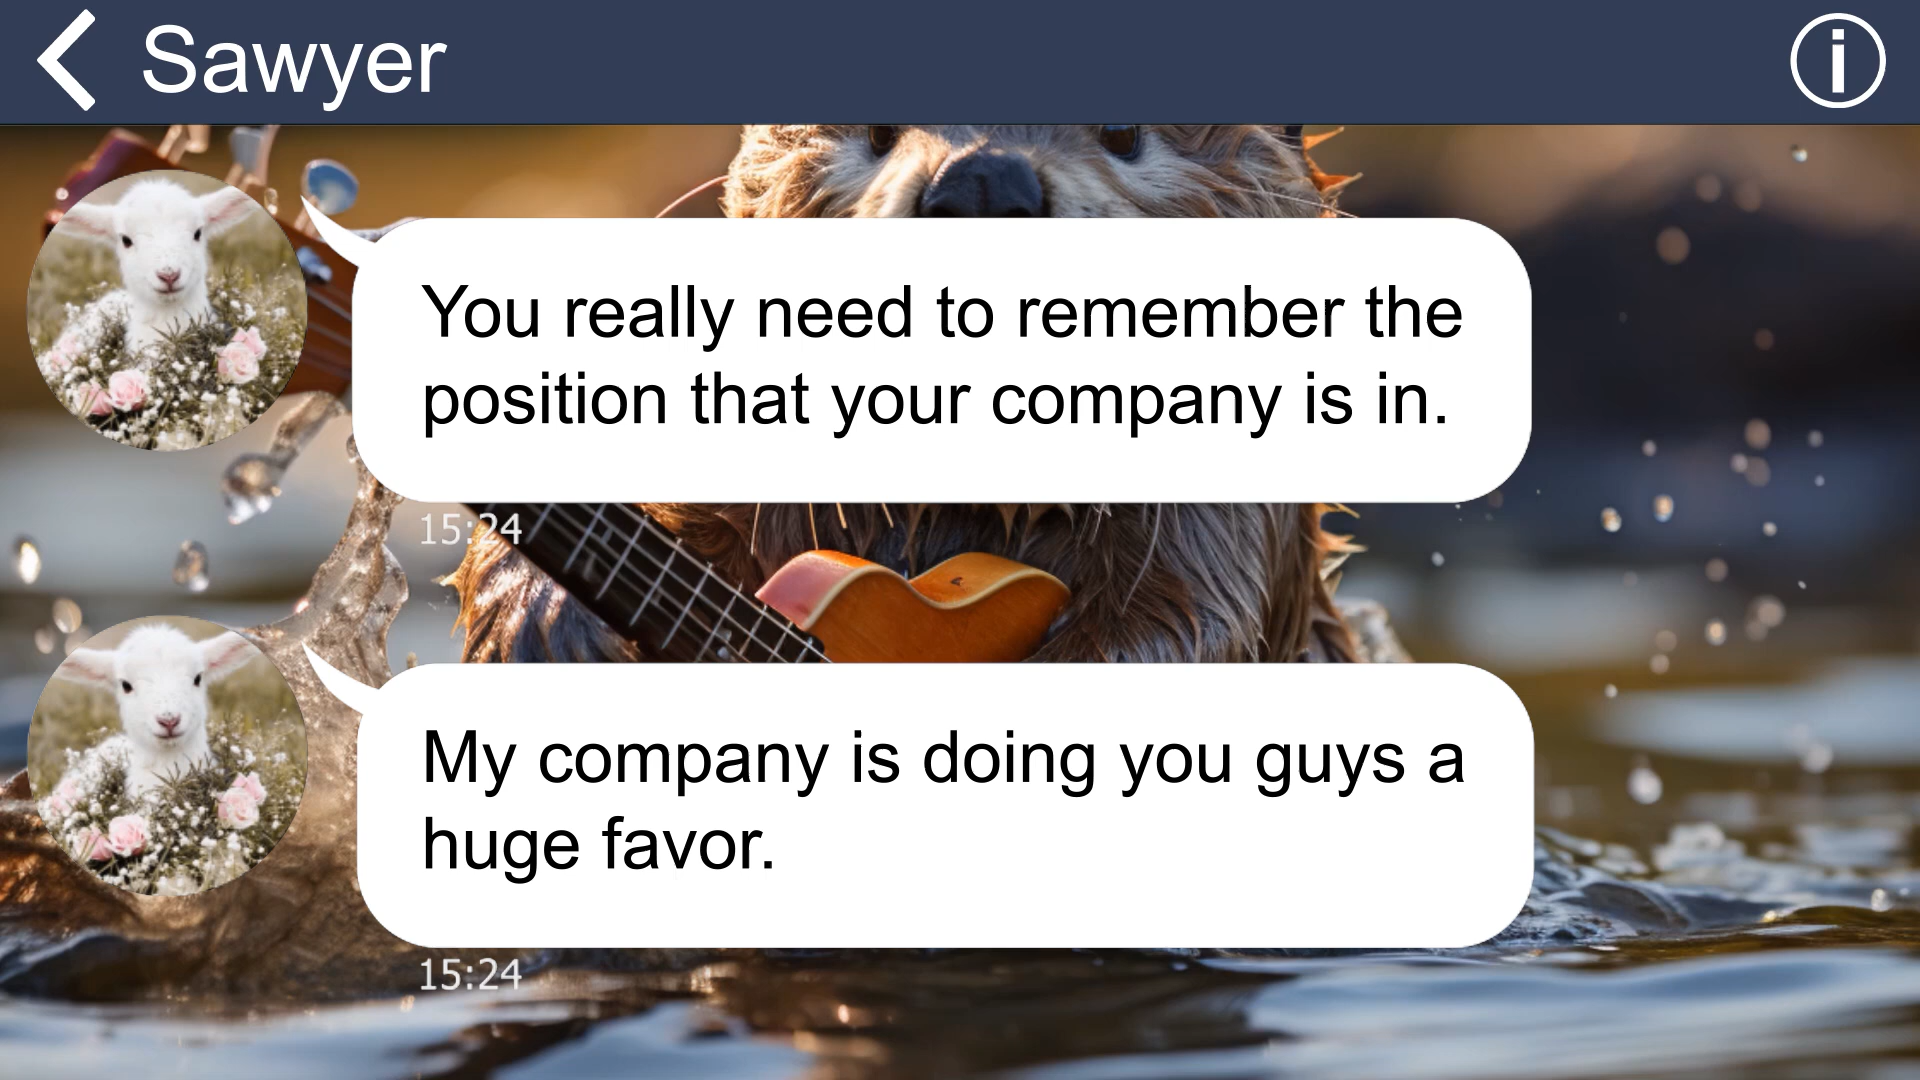 Sawyer
You really need to remember the
position that your company is in.
15:24
My company is doing you guys a
huge favor.
15:24